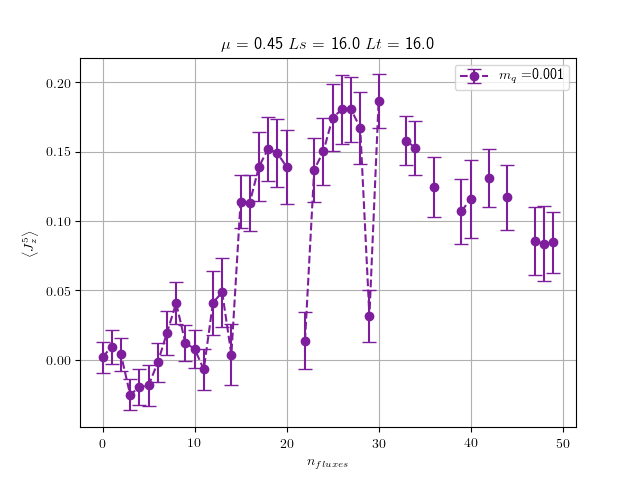 μ = 0.45 Ls = 16.0 Lt = 16.0
m_q =0.001
0.20
0.15
0.10
0.05
0.00
⟨J_z^5⟩
0 10 20 30 40 50
n_fluxes